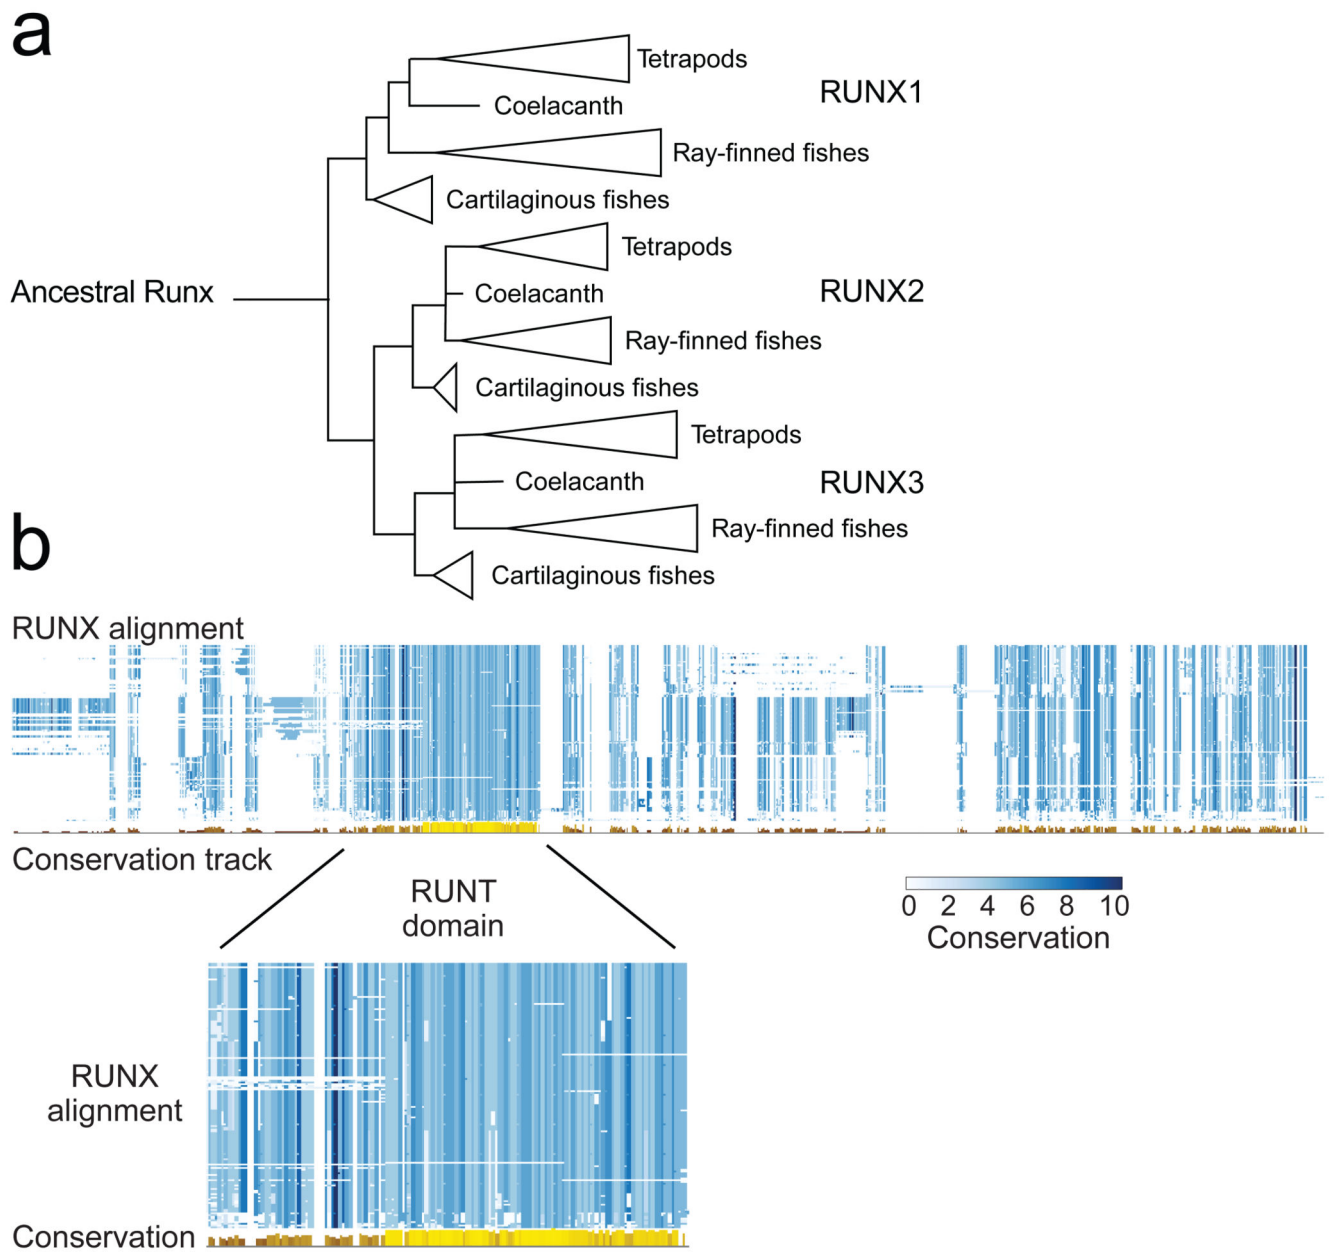 a
Tetrapods
RUNX1
Coelacanth
Ray-finned fishes
Cartilaginous fishes
Tetrapods
Ancestral Runx
Coelacanth
RUNX2
Ray-finned fishes
Cartilaginous fishes
Tetrapods
Coelacanth
RUNX3
Ray-finned fishes
Cartilaginous fishes
b
RUNX alignment
Conservation track
RUNT
domain
0 2 4 6 8 10
Conservation
RUNX
alignment
Conservation